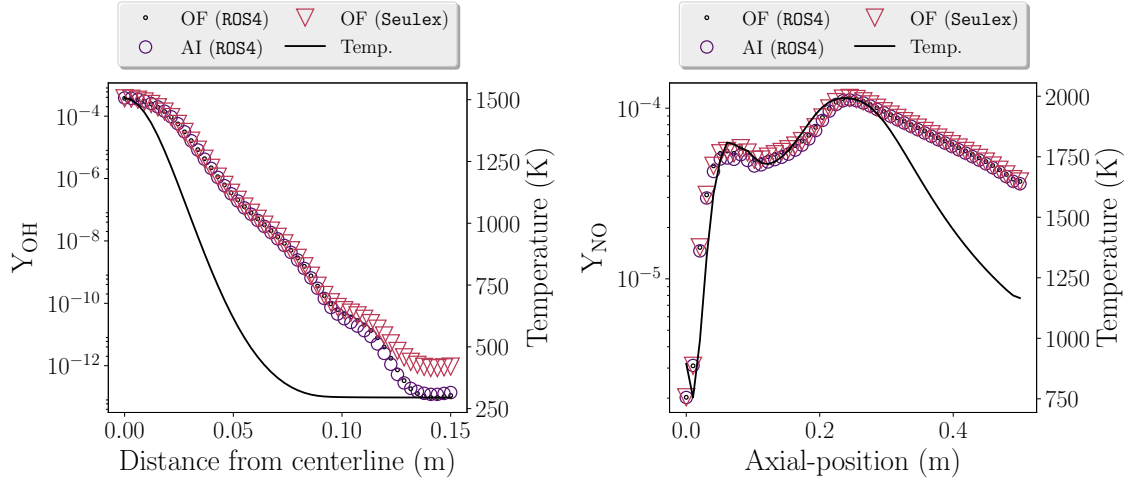 OF (ROS4)
OF (Seulex)
AI (ROS4)
Temp.
10⁻⁴
10⁻⁶
10⁻⁸
10⁻¹⁰
10⁻¹²
Y_OH
1500
1250
1000
750
500
300
Temperature (K)
0.00
0.05
0.10
0.15
Distance from centerline (m)
OF (ROS4)
OF (Seulex)
AI (ROS4)
Temp.
10⁻⁴
10⁻⁵
Y_NO
2000
1750
1500
1250
1000
750
Temperature (K)
0.0
0.2
0.4
Axial-position (m)